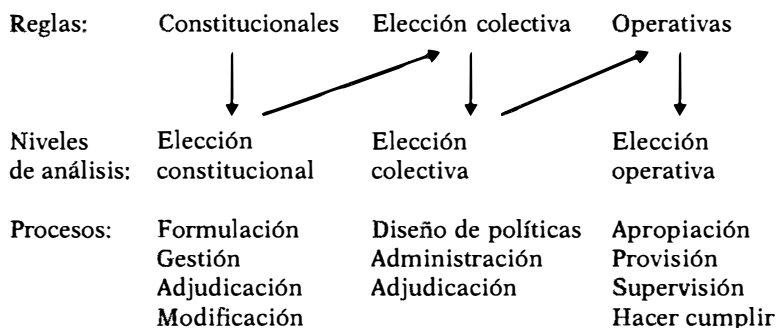 Reglas: Constitucionales Elección colectiva Operativas
Niveles Elección Elección Elección
de análisis: constitucional colectiva operativa
Procesos: Formulación Diseño de políticas Apropiación
Gestión Administración Provisión
Adjudicación Adjudicación Supervisión
Modificación Hacer cumplir